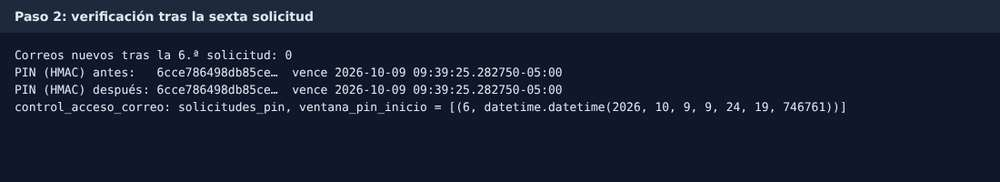 Paso 2: verificación tras la sexta solicitud
Correos nuevos tras la 6.ª solicitud: 0
PIN (HMAC) antes:   6cce786498db85ce…  vence 2026-10-09 09:39:25.282750-05:00
PIN (HMAC) después: 6cce786498db85ce…  vence 2026-10-09 09:39:25.282750-05:00
control_acceso_correo: solicitudes_pin, ventana_pin_inicio = [(6, datetime.datetime(2026, 10, 9, 9, 24, 19, 746761))]